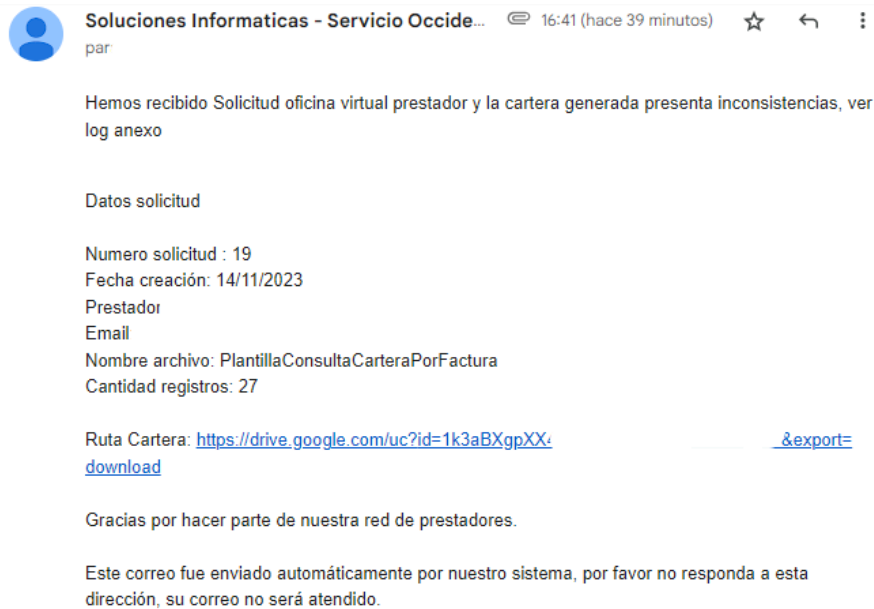 Soluciones Informaticas - Servicio Occide... 16:41 (hace 39 minutos)
par
Hemos recibido Solicitud oficina virtual prestador y la cartera generada presenta inconsistencias, ver
log anexo
Datos solicitud
Numero solicitud : 19
Fecha creación: 14/11/2023
Prestador
Email
Nombre archivo: PlantillaConsultaCarteraPorFactura
Cantidad registros: 27
Ruta Cartera: https://drive.google.com/uc?id=1k3aBXgpXX _&export=
download
Gracias por hacer parte de nuestra red de prestadores.
Este correo fue enviado automáticamente por nuestro sistema, por favor no responda a esta
dirección, su correo no será atendido.